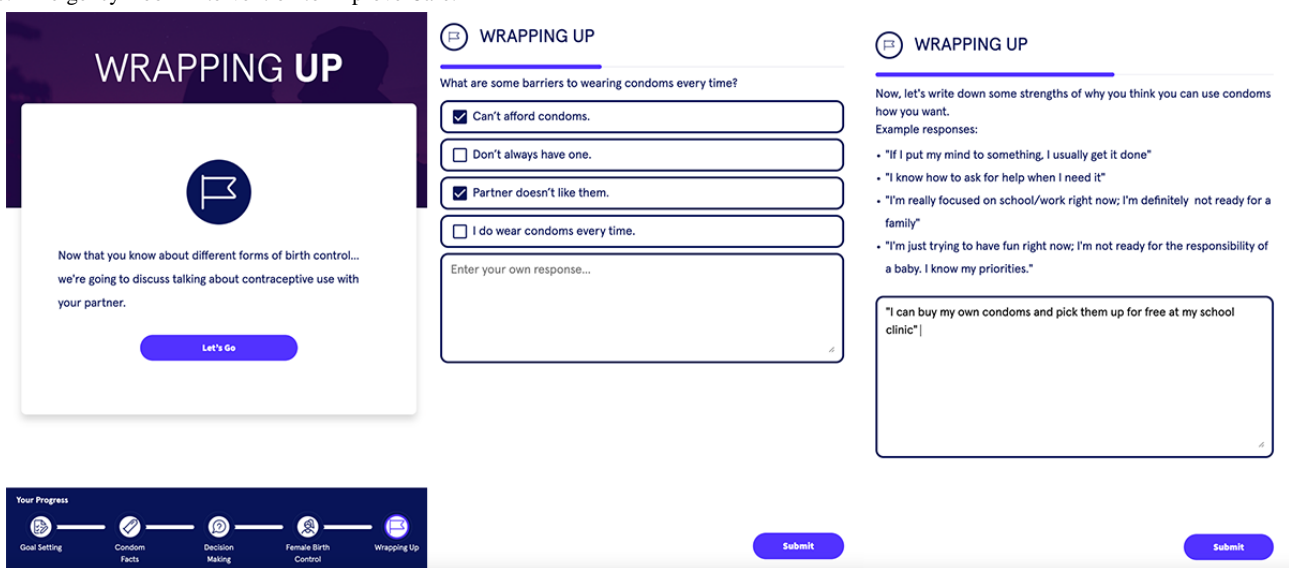 WRAPPING UP
Now that you know about different forms of birth control...
we're going to discuss talking about contraceptive use with
your partner.
Let's Go
Your Progress
Goal Setting
Condom
Facts
Decision
Making
Female Birth
Control
Wrapping Up
WRAPPING UP
What are some barriers to wearing condoms every time?
Can't afford condoms.
Don't always have one.
Partner doesn't like them.
I do wear condoms every time.
Enter your own response...
Submit
WRAPPING UP
Now, let's write down some strengths of why you think you can use condoms
how you want.
Example responses:
• "If I put my mind to something, I usually get it done"
• "I know how to ask for help when I need it"
• "I'm really focused on school/work right now; I'm definitely not ready for a
family"
• "I'm just trying to have fun right now; I'm not ready for the responsibility of
a baby. I know my priorities."
"I can buy my own condoms and pick them up for free at my school
clinic"
Submit